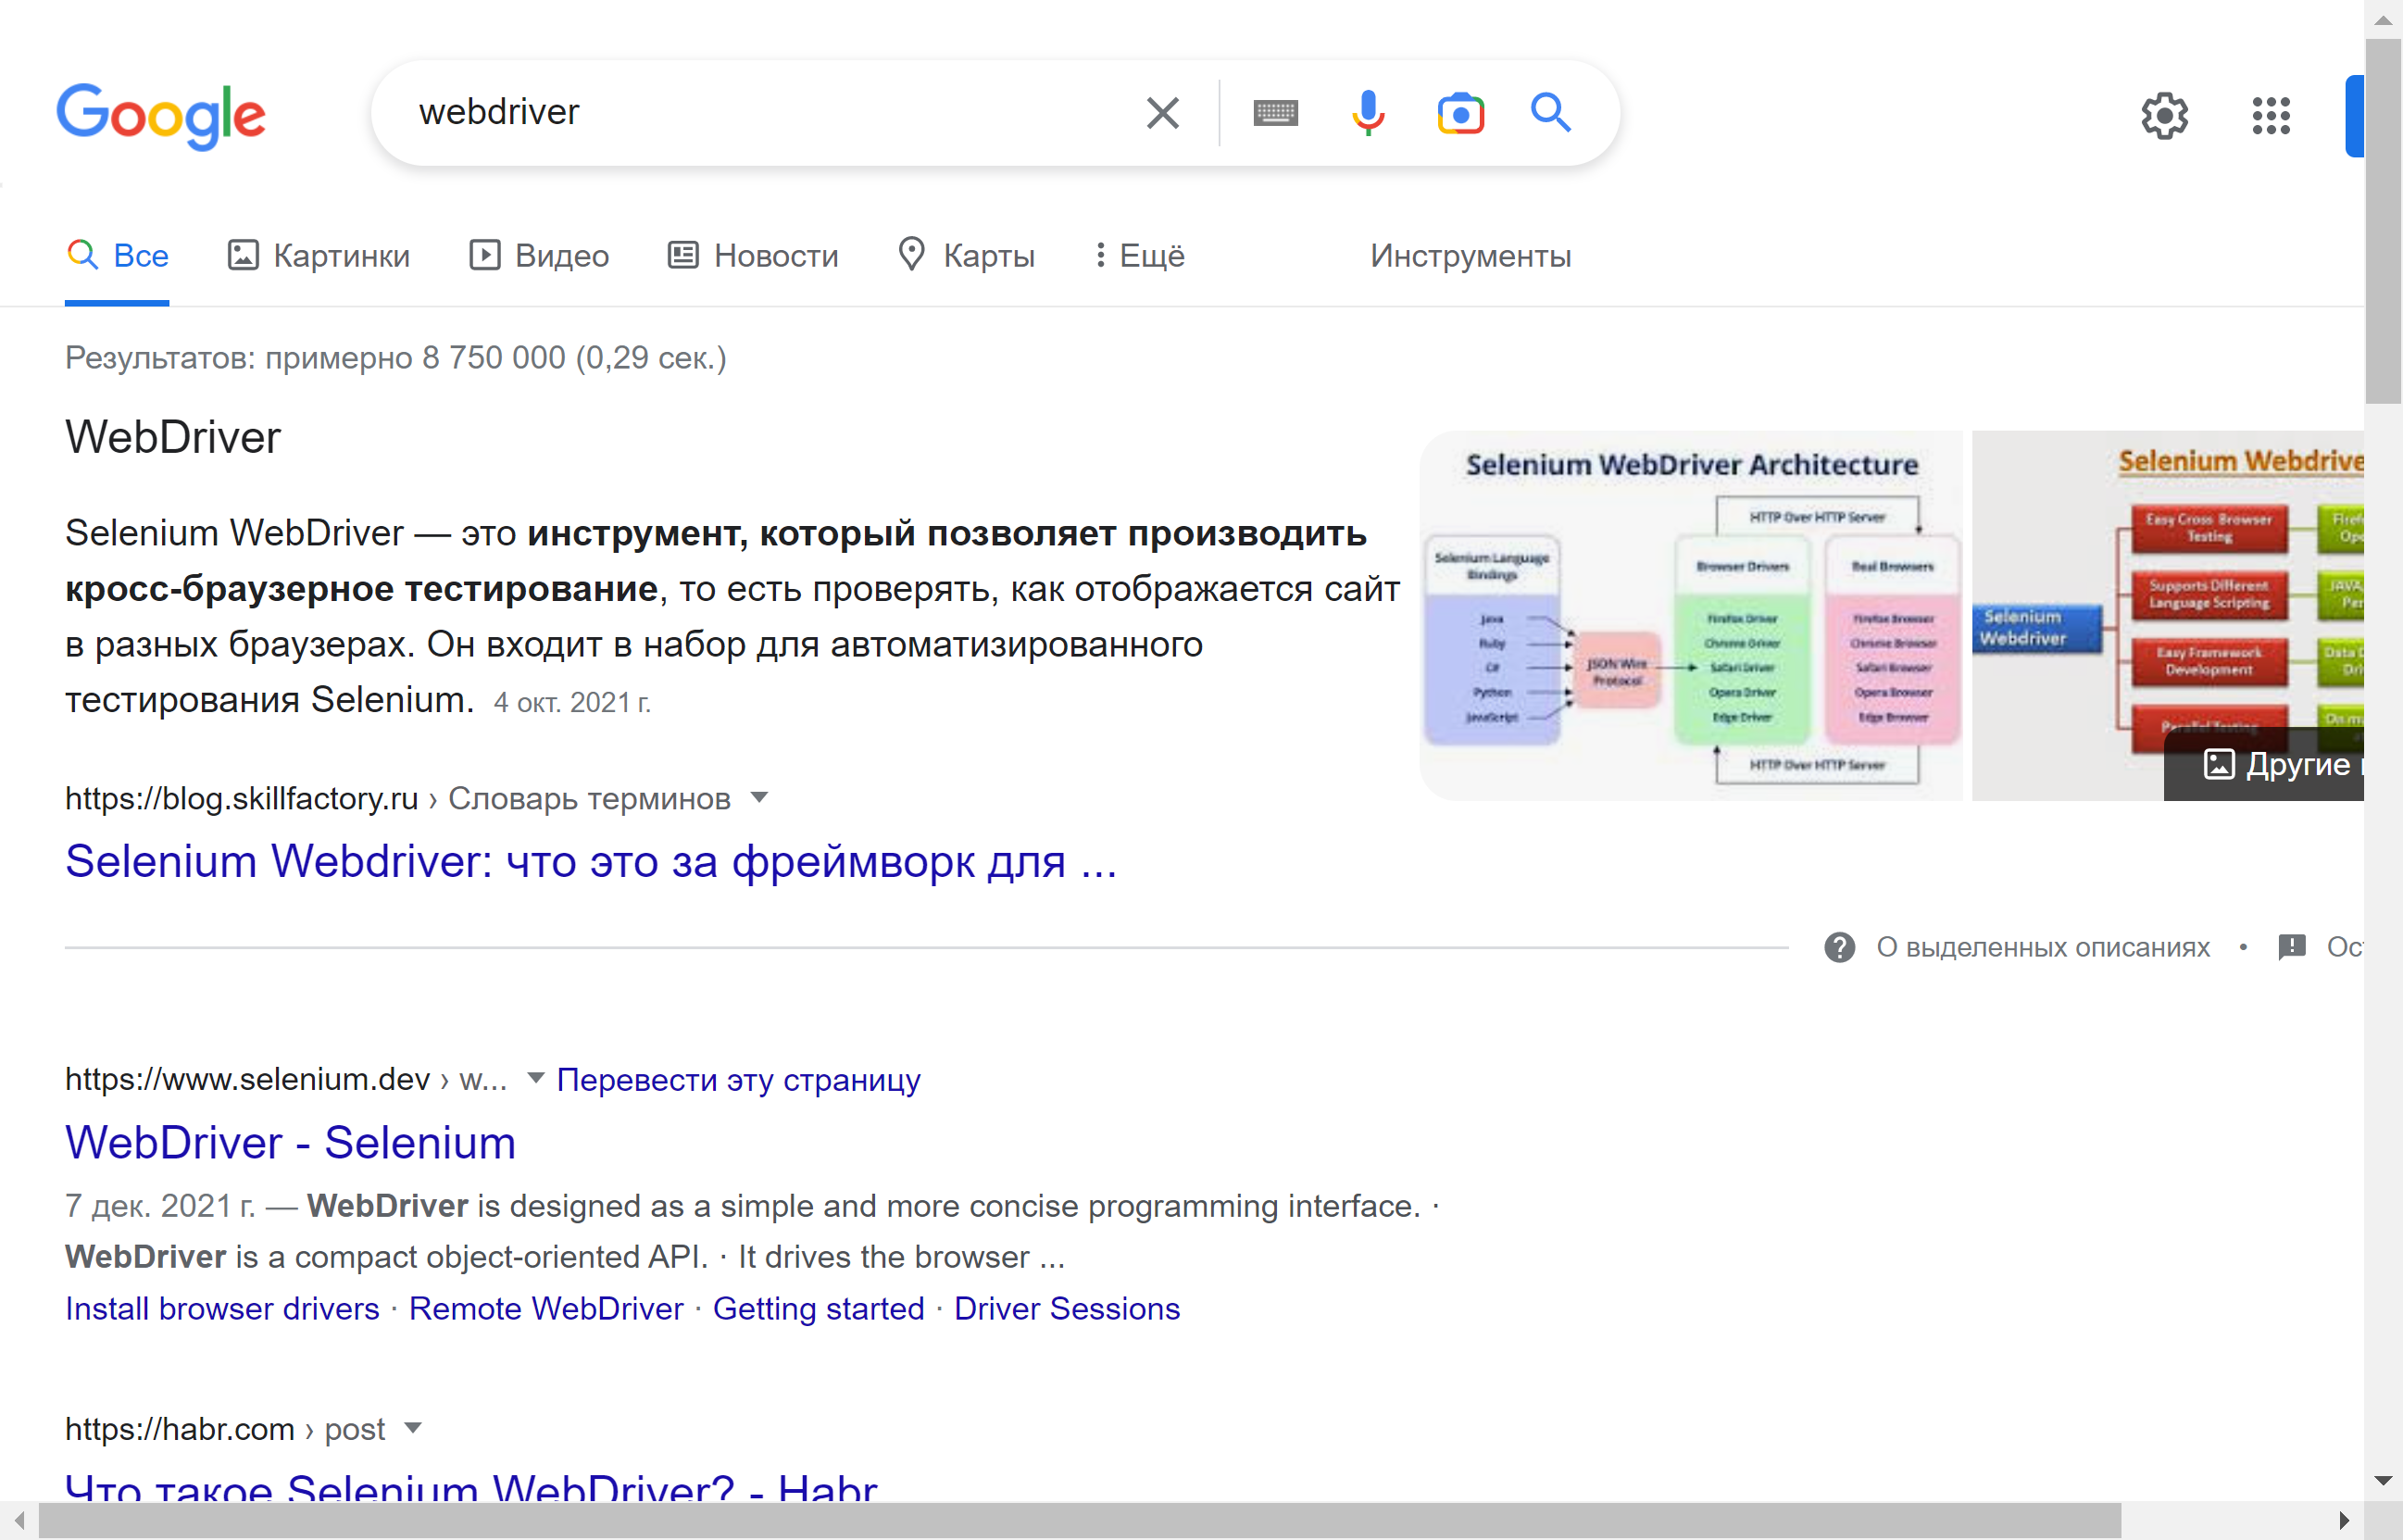 Google
webdriver
Все
Картинки
Видео
Новости
Карты
Ещё
Инструменты
Результатов: примерно 8 750 000 (0,29 сек.)
WebDriver
Selenium WebDriver — это инструмент, который позволяет производить
кросс-браузерное тестирование, то есть проверять, как отображается сайт
в разных браузерах. Он входит в набор для автоматизированного
тестирования Selenium. 4 окт. 2021 г.
Selenium WebDriver Architecture
HTTP Over HTTP Server
Selenium Language
Bindings
Java
Ruby
C#
Python
JavaScript
JSON Wire
Protocol
Browser Drivers
Firefox Driver
Chrome Driver
Safari Driver
Opera Driver
Edge Driver
Real Browsers
Firefox Browser
Chrome Browser
Safari Browser
Opera Browser
Edge Browser
HTTP Over HTTP Server
Selenium Webdrive
Selenium
Webdriver
Easy Cross Browser
Testing
Supports Different
Language Scripting
Easy Framework
Development
Parallel Testing
Другие
https://blog.skillfactory.ru › Словарь терминов
Selenium Webdriver: что это за фреймворк для ...
О выделенных описаниях • Ос
https://www.selenium.dev › w... Перевести эту страницу
WebDriver - Selenium
7 дек. 2021 г. — WebDriver is designed as a simple and more concise programming interface. ·
WebDriver is a compact object-oriented API. · It drives the browser ...
Install browser drivers · Remote WebDriver · Getting started · Driver Sessions
https://habr.com › post
Что такое Selenium WebDriver? - Habr